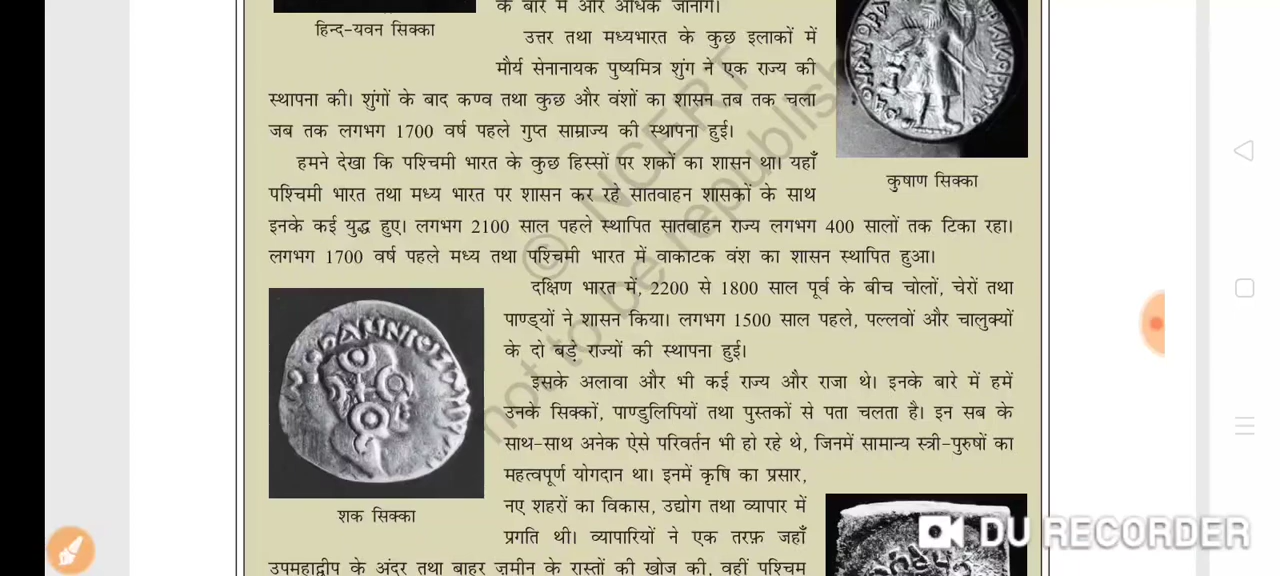 के बारे में और अधिक जानोगे।
हिन्द-यवन सिक्का
उत्तर तथा मध्यभारत के कुछ इलाकों में
मौर्य सेनानायक पुष्यमित्र शुंग ने एक राज्य की
स्थापना की। शुंगों के बाद कण्व तथा कुछ और वंशों का शासन तब तक चला
जब तक लगभग 1700 वर्ष पहले गुप्त साम्राज्य की स्थापना हुई।
हमने देखा कि पश्चिमी भारत के कुछ हिस्सों पर शकों का शासन था। यहाँ
पश्चिमी भारत तथा मध्य भारत पर शासन कर रहे सातवाहन शासकों के साथ
कुषाण सिक्का
इनके कई युद्ध हुए। लगभग 2100 साल पहले स्थापित सातवाहन राज्य लगभग 400 सालों तक टिका रहा।
लगभग 1700 वर्ष पहले मध्य तथा पश्चिमी भारत में वाकाटक वंश का शासन स्थापित हुआ।
दक्षिण भारत में, 2200 से 1800 साल पूर्व के बीच चोलों, चेरों तथा
पाण्ड्यों ने शासन किया। लगभग 1500 साल पहले, पल्लवों और चालुक्यों
के दो बड़े राज्यों की स्थापना हुई।
इसके अलावा और भी कई राज्य और राजा थे। इनके बारे में हमें
उनके सिक्कों, पाण्डुलिपियों तथा पुस्तकों से पता चलता है। इन सब के
साथ-साथ अनेक ऐसे परिवर्तन भी हो रहे थे, जिनमें सामान्य स्त्री-पुरुषों का
महत्वपूर्ण योगदान था। इनमें कृषि का प्रसार,
नए शहरों का विकास, उद्योग तथा व्यापार में
शक सिक्का
प्रगति थी। व्यापारियों ने एक तरफ़ जहाँ
उपमहाद्वीप के अंदर तथा बाहर ज़मीन के रास्तों की खोज की, वहीं पश्चिम
© NCERT
not to be republished
DU RECORDER